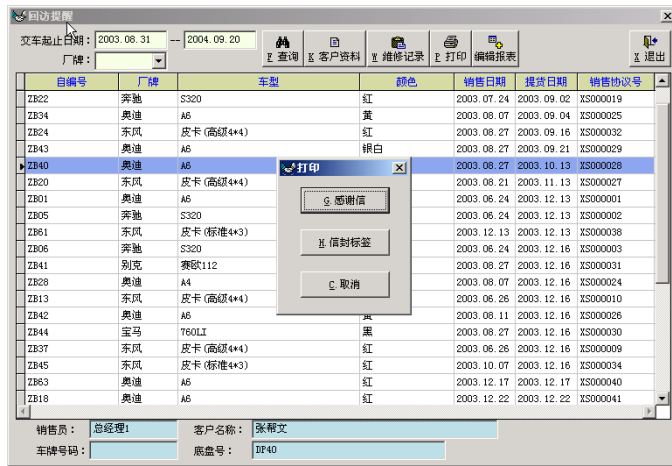 回访提醒
交车起止日期: 2003.08.31 -- 2004.09.20
F 查询 K 客户资料 W 维修记录 P 打印 编辑报表 X 退出
厂牌:
自编号 厂牌 车型 颜色 销售日期 提货日期 销售协议号
ZB22 奔驰 S320 红 2003.07.24 2003.09.02 XS000019
ZB34 奥迪 A6 黄 2003.08.07 2003.09.04 XS000025
ZB24 东风 皮卡(高级4*4) 红 2003.08.27 2003.09.16 XS000032
ZB43 奥迪 A6 银白 2003.08.27 2003.09.21 XS000029
ZB40 奥迪 A6 2003.08.27 2003.10.13 XS000028
ZB20 东风 皮卡(高级4*4) 2003.08.21 2003.11.13 XS000027
ZB01 奥迪 A6 2003.06.24 2003.12.13 XS000001
ZB05 奔驰 S320 2003.06.24 2003.12.13 XS000002
ZB61 东风 皮卡(标准4*3) 2003.12.13 2003.12.13 XS000038
ZB06 奔驰 S320 2003.06.24 2003.12.16 XS000003
ZB41 别克 赛欧112 2003.08.27 2003.12.16 XS000031
ZB28 奥迪 A4 2003.08.07 2003.12.16 XS000024
ZB13 东风 皮卡(高级4*4) 2003.06.26 2003.12.16 XS000010
ZB42 奥迪 A6 2003.08.11 2003.12.16 XS000026
ZB44 宝马 760LI 黑 2003.08.27 2003.12.16 XS000030
ZB37 东风 皮卡(高级4*4) 红 2003.06.26 2003.12.16 XS000009
ZB45 东风 皮卡(标准4*3) 红 2003.10.07 2003.12.16 XS000034
ZB63 奥迪 A6 红 2003.12.17 2003.12.17 XS000040
ZB18 奥迪 A6 红 2003.12.22 2003.12.22 XS000041
打印
G.感谢信
H.信封标签
C.取消
销售员: 总经理1 客户名称: 张帮文
车牌号码: 底盘号: DP40